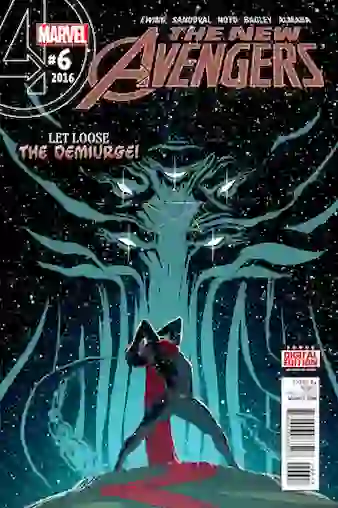 MARVEL
#6
2016
EWING SANDOVAL NOTO BAGLEY ALMARA
THE NEW
AVENGERS
LET LOOSE
THE DEMIURGE!
DIGITAL
EDITION